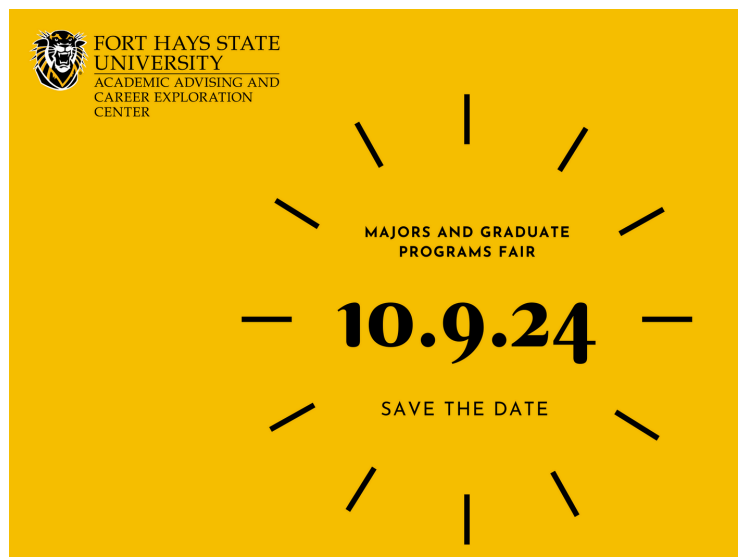 FORT HAYS STATE
UNIVERSITY
ACADEMIC ADVISING AND
CAREER EXPLORATION
CENTER
MAJORS AND GRADUATE
PROGRAMS FAIR
10.9.24
SAVE THE DATE